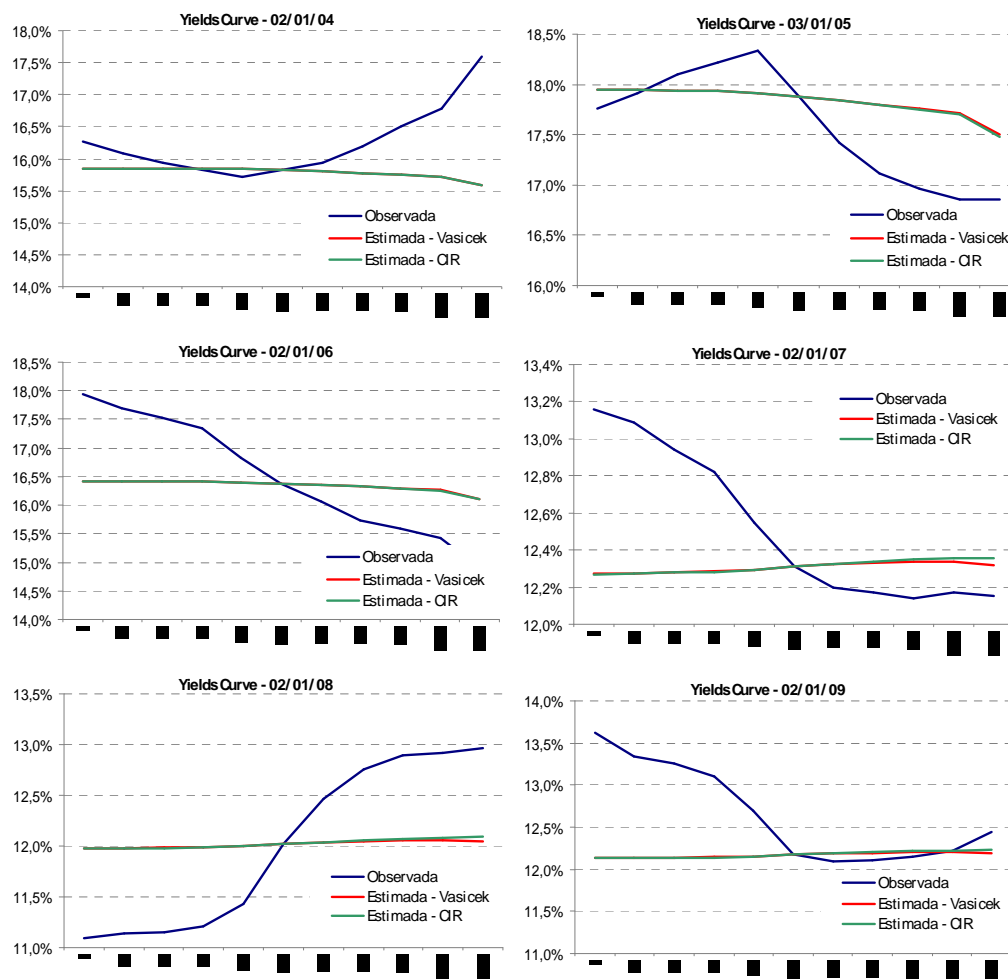 Yields Curve - 02/01/04
18,0%
17,5%
17,0%
16,5%
16,0%
15,5%
15,0%
14,5%
14,0%
Observada
Estimada - Vasicek
Estimada - CIR
Yields Curve - 03/01/05
18,5%
18,0%
17,5%
17,0%
16,5%
16,0%
Observada
Estimada - Vasicek
Estimada - CIR
Yields Curve - 02/01/06
18,5%
18,0%
17,5%
17,0%
16,5%
16,0%
15,5%
15,0%
14,5%
14,0%
Observada
Estimada - Vasicek
Estimada - CIR
Yields Curve - 02/01/07
13,4%
13,2%
13,0%
12,8%
12,6%
12,4%
12,2%
12,0%
Observada
Estimada - Vasicek
Estimada - CIR
Yields Curve - 02/01/08
13,5%
13,0%
12,5%
12,0%
11,5%
11,0%
Observada
Estimada - Vasicek
Estimada - CIR
Yields Curve - 02/01/09
14,0%
13,5%
13,0%
12,5%
12,0%
11,5%
11,0%
Observada
Estimada - Vasicek
Estimada - CIR